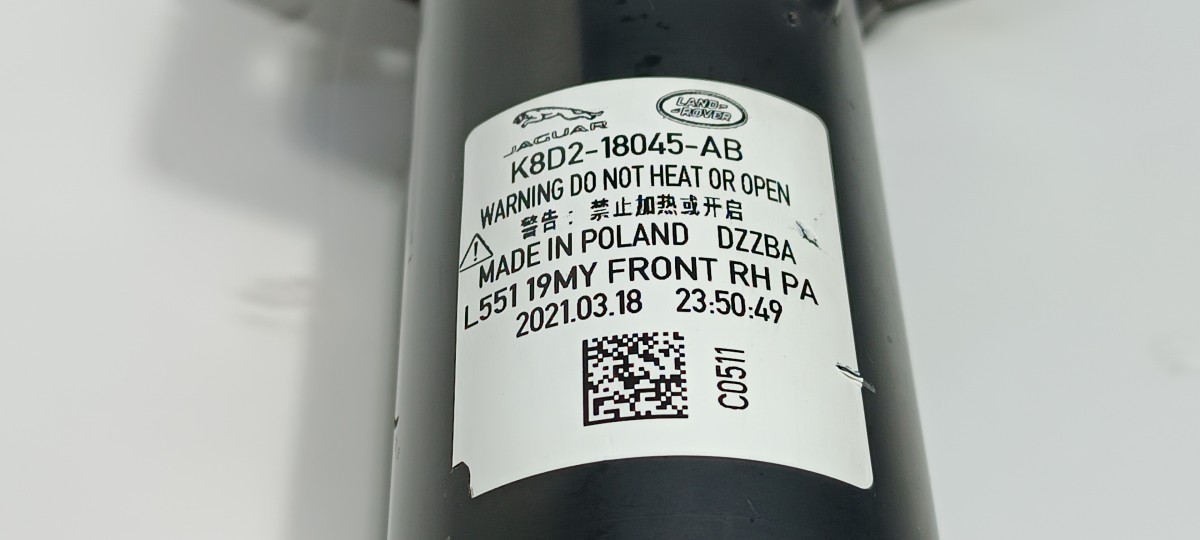 JAGUAR
LAND-
-ROVER
K8D2-18045-AB
WARNING DO NOT HEAT OR OPEN
警告：禁止加热或开启
MADE IN POLAND DZZBA
L551 19MY FRONT RH PA
2021.03.18 23:50:49
C0511